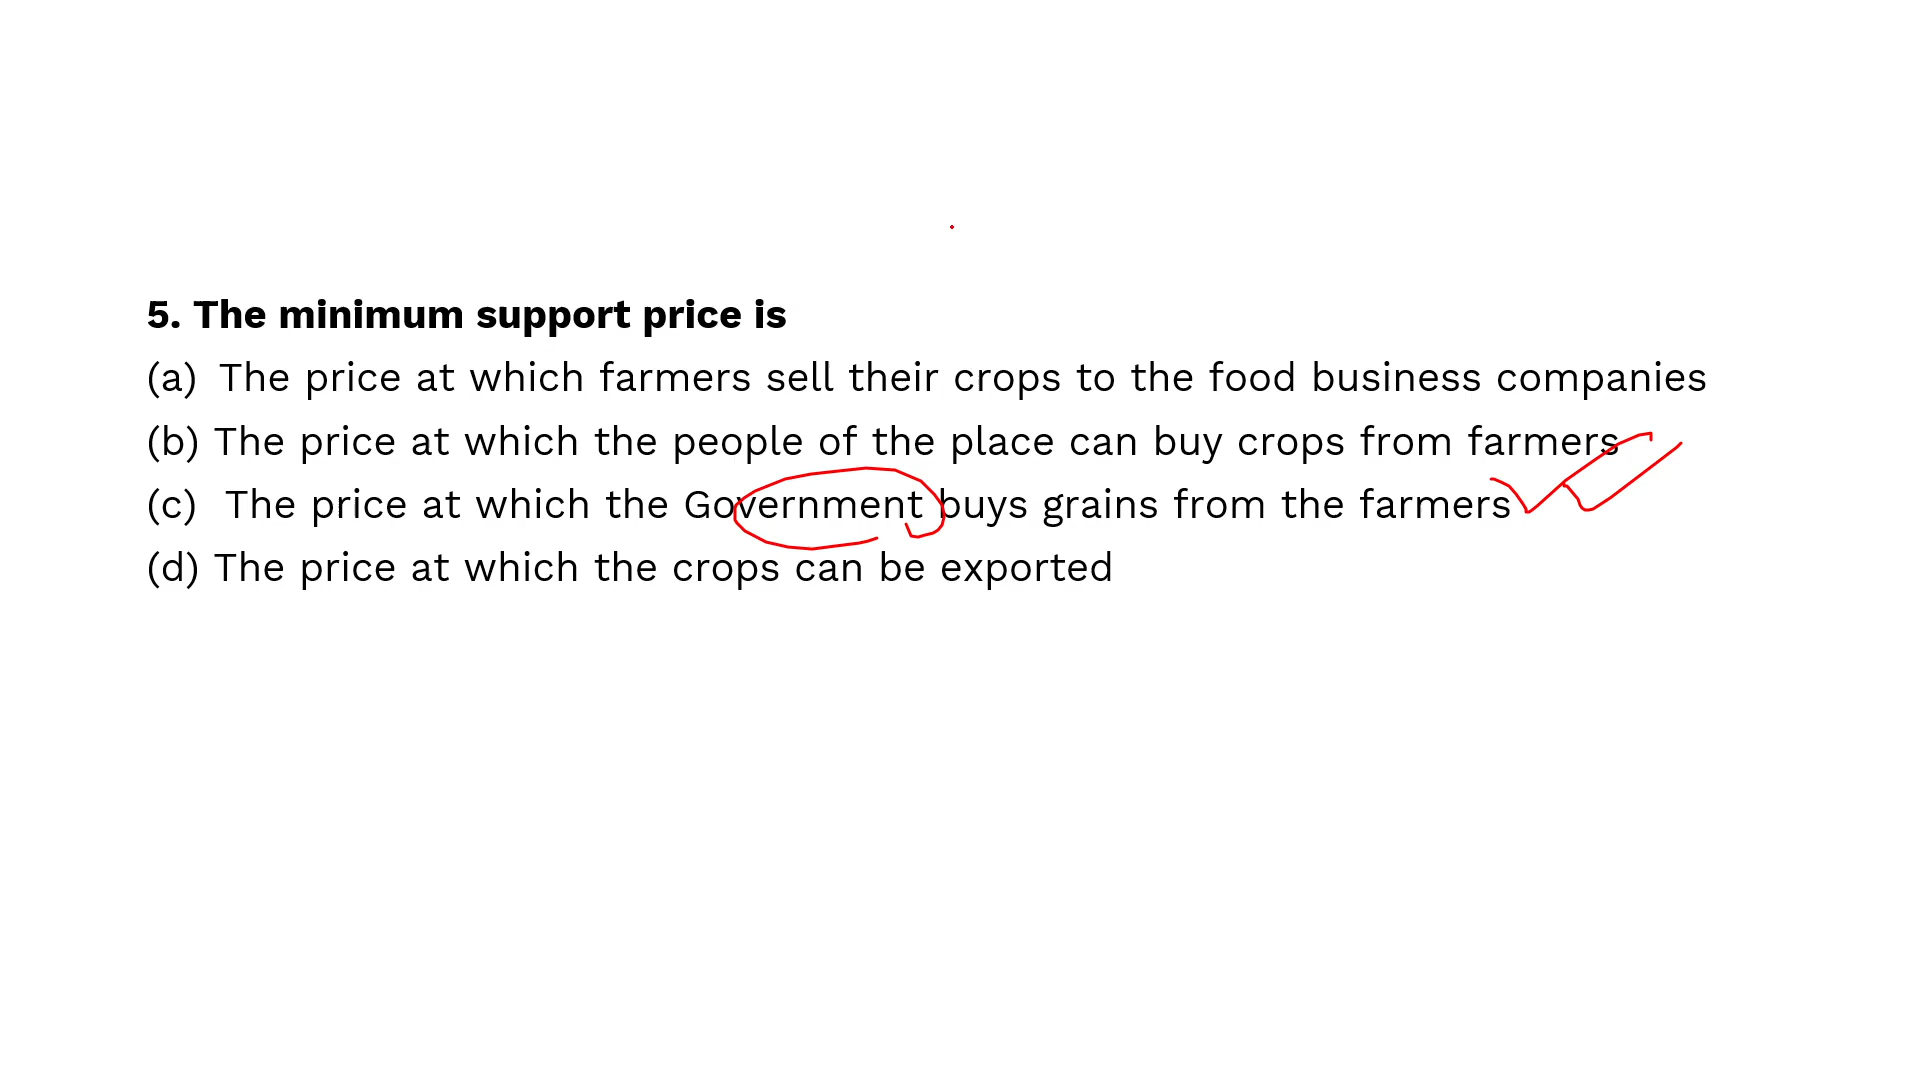 5. The minimum support price is
(a) The price at which farmers sell their crops to the food business companies
(b) The price at which the people of the place can buy crops from farmers
(c) The price at which the Government buys grains from the farmers
(d) The price at which the crops can be exported